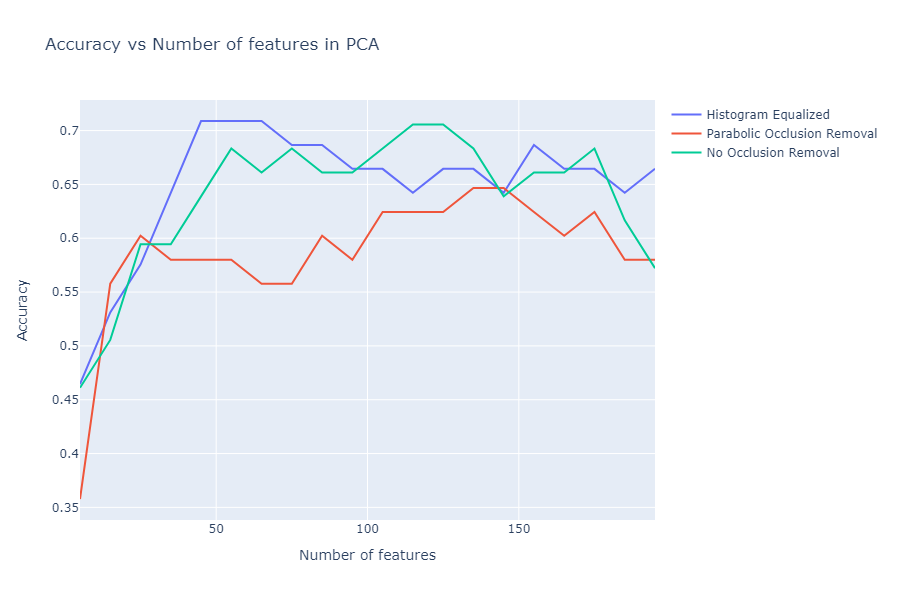 Accuracy vs Number of features in PCA
Histogram Equalized
Parabolic Occlusion Removal
No Occlusion Removal
0.7
0.65
0.6
0.55
0.5
0.45
0.4
0.35
Accuracy
50
100
150
Number of features